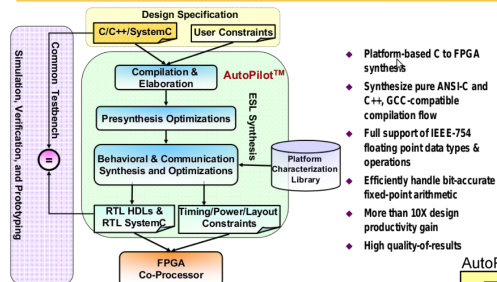 Design Specification
C/C++/SystemC
User Constraints
Simulation, Verification, and Prototyping
Common Testbench
=
Compilation &
Elaboration
AutoPilot™
ESL Synthesis
Presynthesis Optimizations
Behavioral & Communication
Synthesis and Optimizations
Platform
Characterization
Library
RTL HDLs &
RTL SystemC
Timing/Power/Layout
Constraints
FPGA
Co-Processor
Platform-based C to FPGA
synthesis
Synthesize pure ANSI-C and
C++, GCC-compatible
compilation flow
Full support of IEEE-754
floating point data types &
operations
Efficiently handle bit-accurate
fixed-point arithmetic
More than 10X design
productivity gain
High quality-of-results